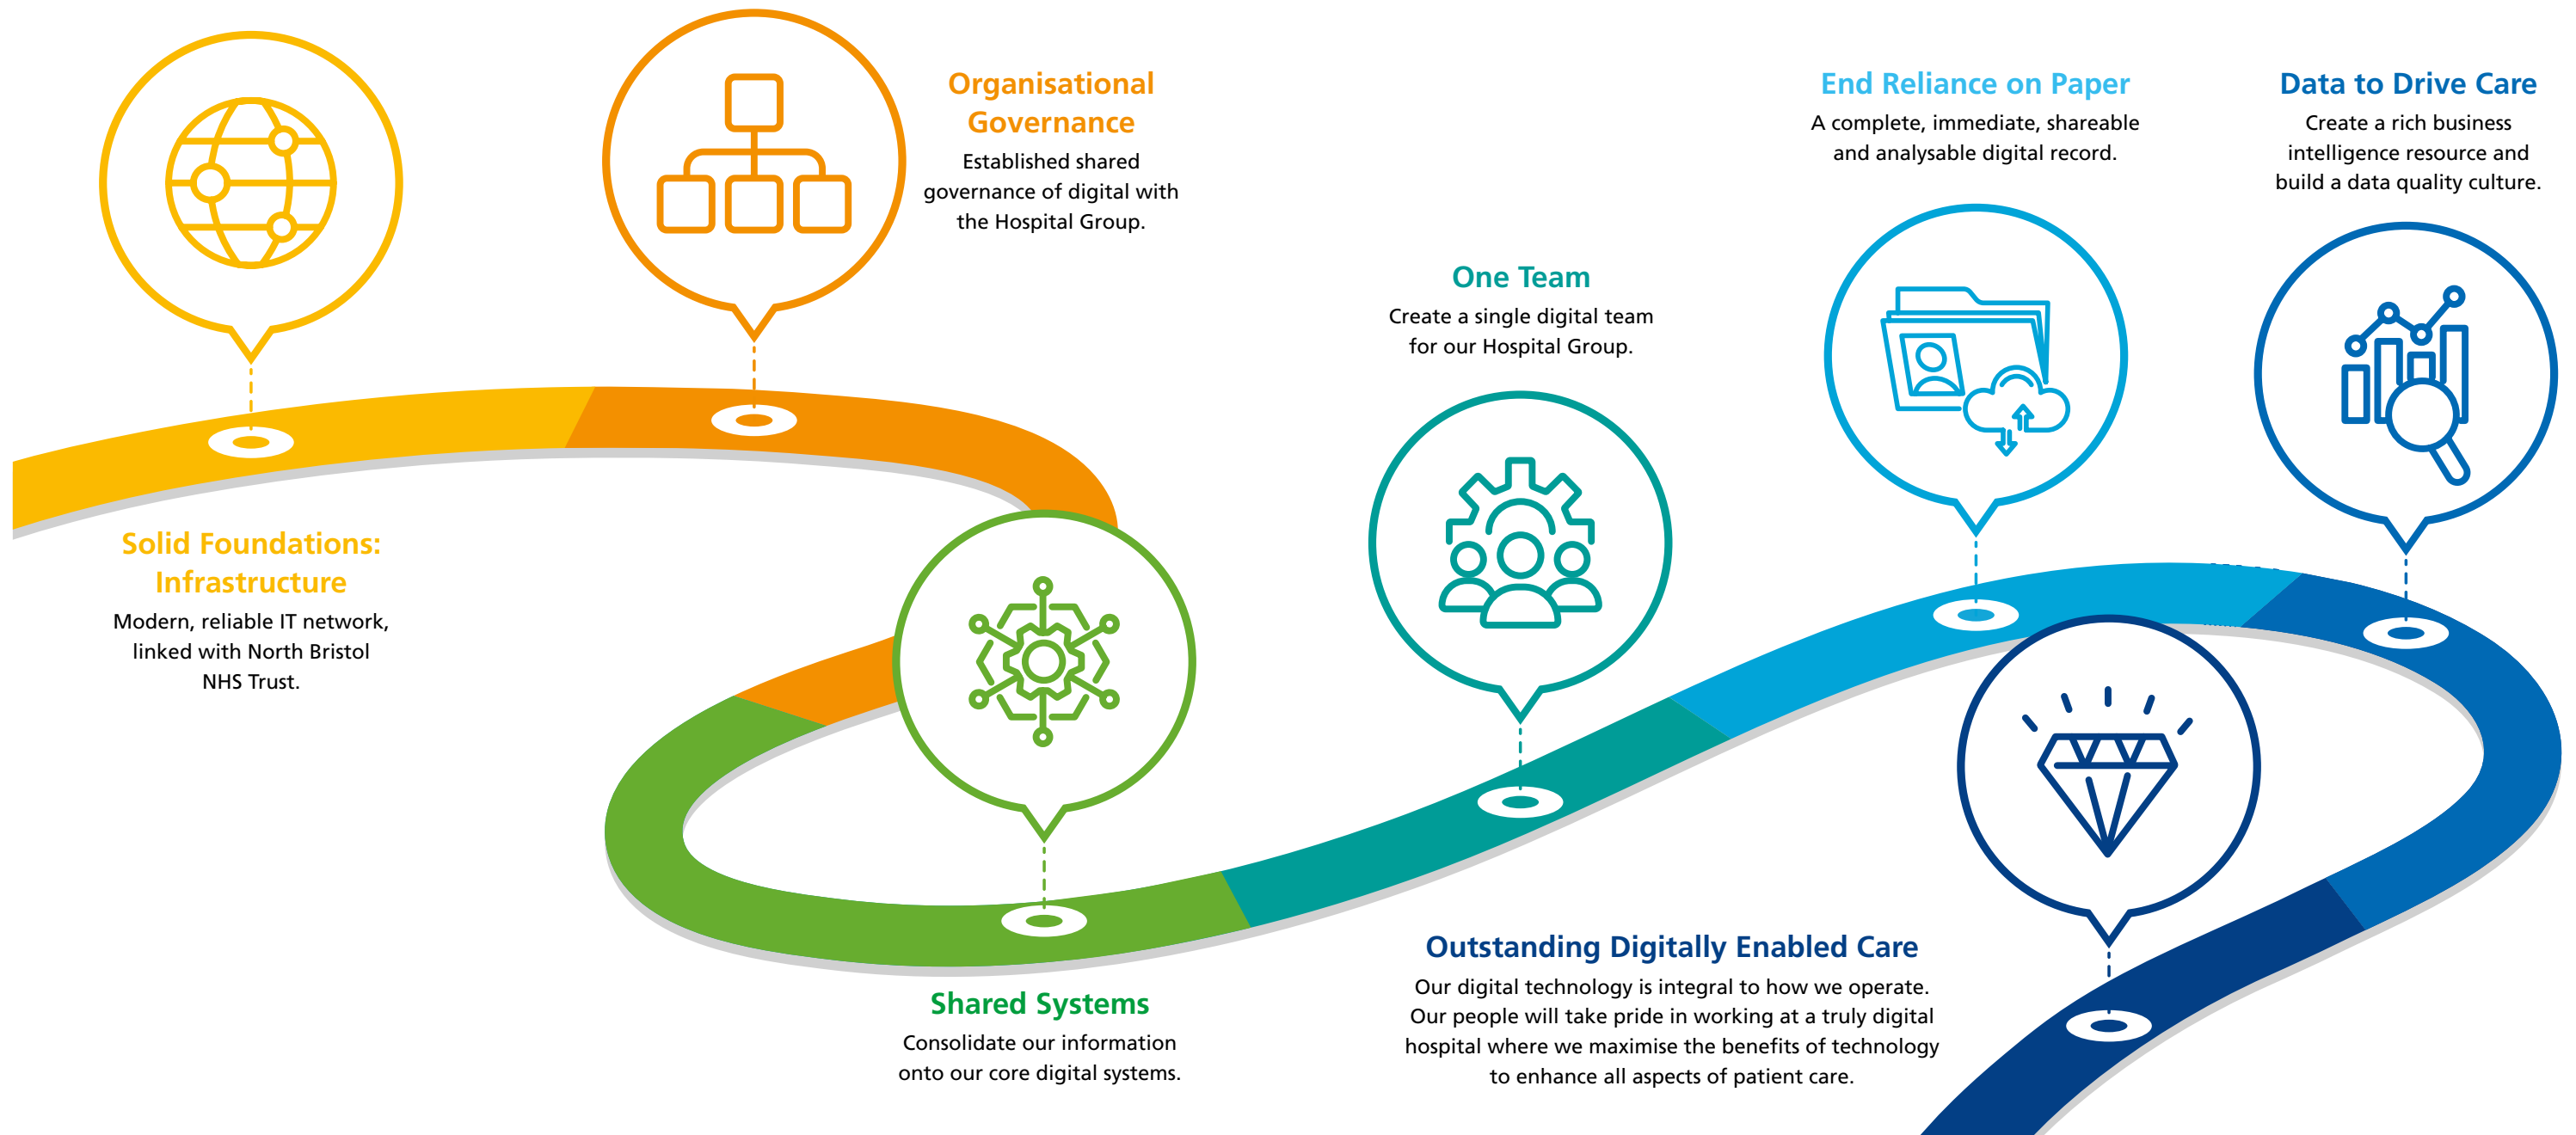 Solid Foundations:
Infrastructure
Modern, reliable IT network,
linked with North Bristol
NHS Trust.
Organisational
Governance
Established shared
governance of digital with
the Hospital Group.
Shared Systems
Consolidate our information
onto our core digital systems.
One Team
Create a single digital team
for our Hospital Group.
End Reliance on Paper
A complete, immediate, shareable
and analysable digital record.
Data to Drive Care
Create a rich business
intelligence resource and
build a data quality culture.
Outstanding Digitally Enabled Care
Our digital technology is integral to how we operate.
Our people will take pride in working at a truly digital
hospital where we maximise the benefits of technology
to enhance all aspects of patient care.